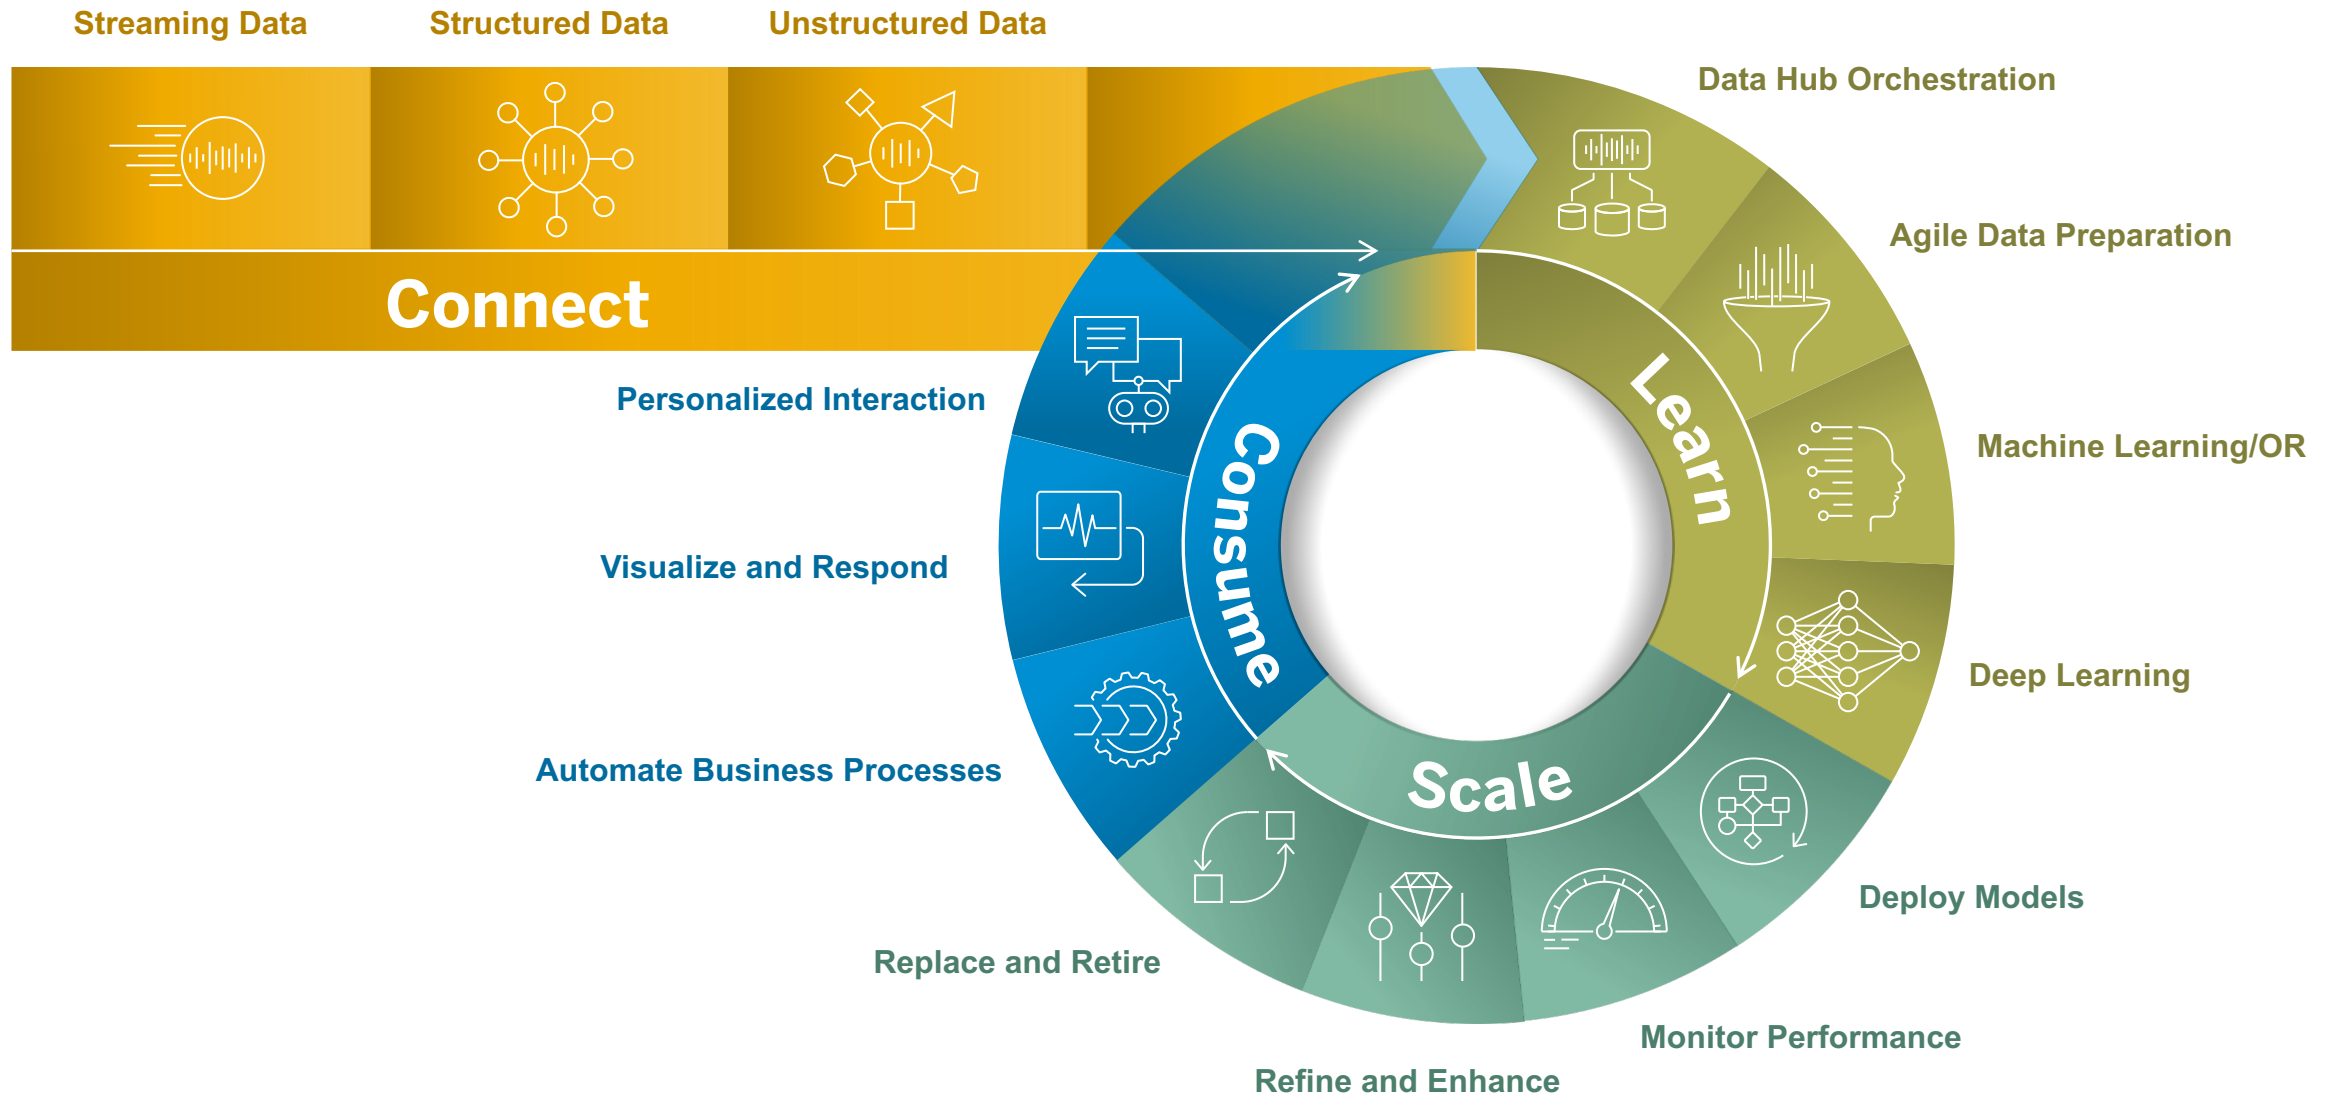 Streaming Data
Structured Data
Unstructured Data
Connect
Data Hub Orchestration
Agile Data Preparation
Machine Learning/OR
Deep Learning
Learn
Deploy Models
Monitor Performance
Refine and Enhance
Replace and Retire
Scale
Automate Business Processes
Visualize and Respond
Personalized Interaction
Consume